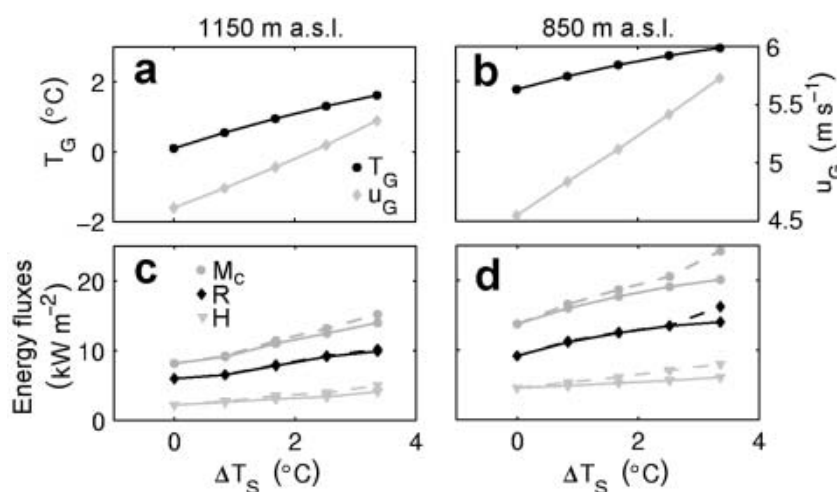 1150 m a.s.l.
850 m a.s.l.
a
b
T_G (°C)
2
0
−2
T_G
u_G
6
5.5
5
4.5
u_G (m s⁻¹)
c
d
Energy fluxes
(kW m⁻²)
20
10
0
M_C
R
H
0 2 4
0 2 4
ΔT_S (°C)
ΔT_S (°C)